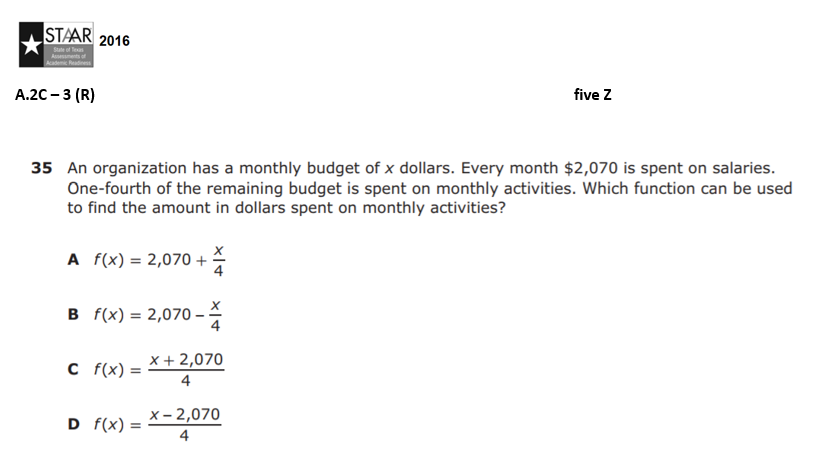 STAAR
State of Texas
Assessments of
Academic Readiness
2016
A.2C – 3 (R) five Z
35 An organization has a monthly budget of x dollars. Every month $2,070 is spent on salaries.
One-fourth of the remaining budget is spent on monthly activities. Which function can be used
to find the amount in dollars spent on monthly activities?
A f(x) = 2,070 + x/4
B f(x) = 2,070 – x/4
C f(x) = x + 2,070/4
D f(x) = x – 2,070/4